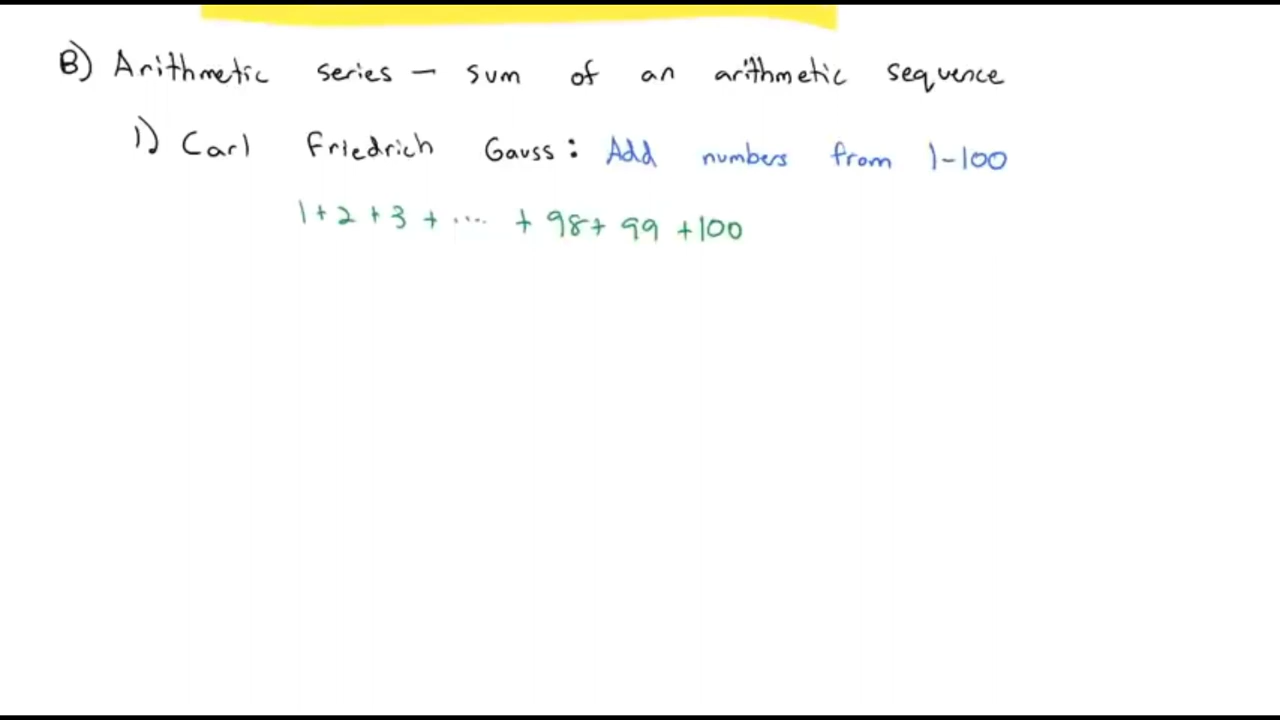 B) Arithmetic series – sum of an arithmetic sequence
1) Carl Friedrich Gauss: Add numbers from 1-100
1 + 2 + 3 + .... + 98 + 99 + 100